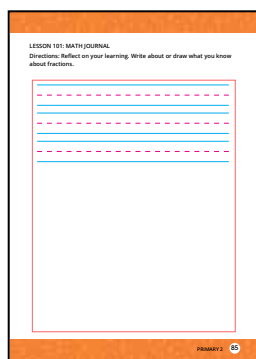 LESSON 101: MATH JOURNAL
Directions: Reflect on your learning. Write about or draw what you know
about fractions.
PRIMARY 2 85